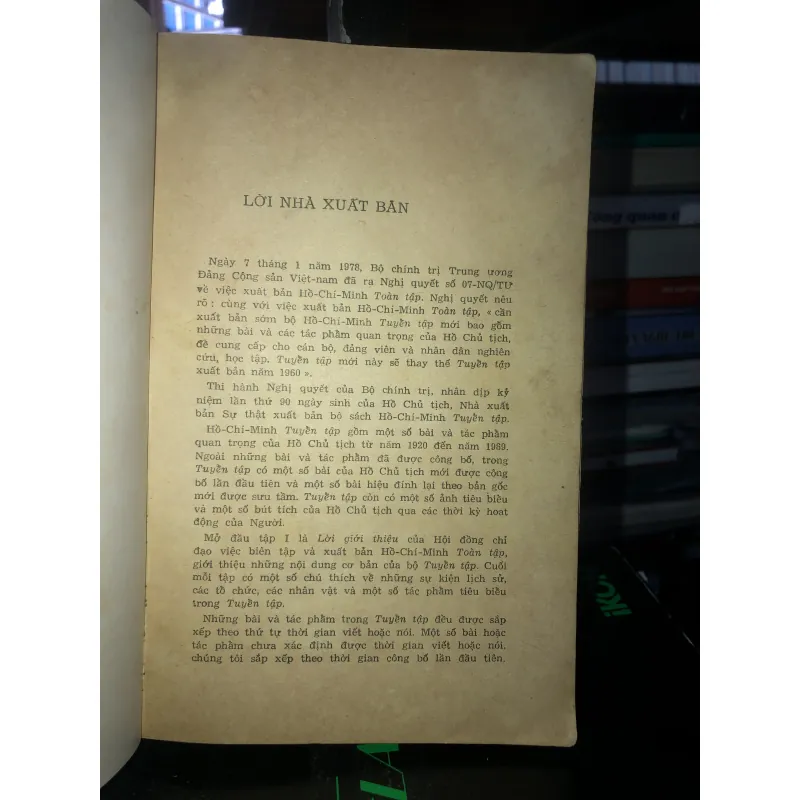 LỜI NHÀ XUẤT BẢN
Ngày 7 tháng 1 năm 1978, Bộ chính trị Trung ương
Đảng Cộng sản Việt-nam đã ra Nghị quyết số 07-NQ/TƯ
về việc xuất bản Hồ-Chí-Minh Toàn tập. Nghị quyết nêu
rõ : cùng với việc xuất bản Hồ-Chí-Minh Toàn tập, « cần
xuất bản sớm bộ Hồ-Chí-Minh Tuyển tập mới bao gồm
những bài và các tác phẩm quan trọng của Hồ Chủ tịch,
để cung cấp cho cán bộ, đảng viên và nhân dân nghiên
cứu, học tập. Tuyển tập mới này sẽ thay thế Tuyển tập
xuất bản năm 1960 ».
Thi hành Nghị quyết của Bộ chính trị, nhân dịp kỷ
niệm lần thứ 90 ngày sinh của Hồ Chủ tịch, Nhà xuất
bản Sự thật xuất bản bộ sách Hồ-Chí-Minh Tuyển tập.
Hồ-Chí-Minh Tuyển tập gồm một số bài và tác phẩm
quan trọng của Hồ Chủ tịch từ năm 1920 đến năm 1969.
Ngoài những bài và tác phẩm đã được công bố, trong
Tuyển tập có một số bài của Hồ Chủ tịch mới được công
bố lần đầu tiên và một số bài hiệu đính lại theo bản gốc
mới được sưu tầm. Tuyển tập còn có một số ảnh tiêu biểu
và một số bút tích của Hồ Chủ tịch qua các thời kỳ hoạt
động của Người.
Mở đầu tập I là Lời giới thiệu của Hội đồng chỉ
đạo việc biên tập và xuất bản Hồ-Chí-Minh Toàn tập,
giới thiệu những nội dung cơ bản của bộ Tuyển tập. Cuối
mỗi tập có một số chú thích về những sự kiện lịch sử,
các tổ chức, các nhân vật và một số tác phẩm tiêu biểu
trong Tuyển tập.
Những bài và tác phẩm trong Tuyển tập đều được sắp
xếp theo thứ tự thời gian viết hoặc nói. Một số bài hoặc
tác phẩm chưa xác định được thời gian viết hoặc nói,
chúng tôi sắp xếp theo thời gian công bố lần đầu tiên.